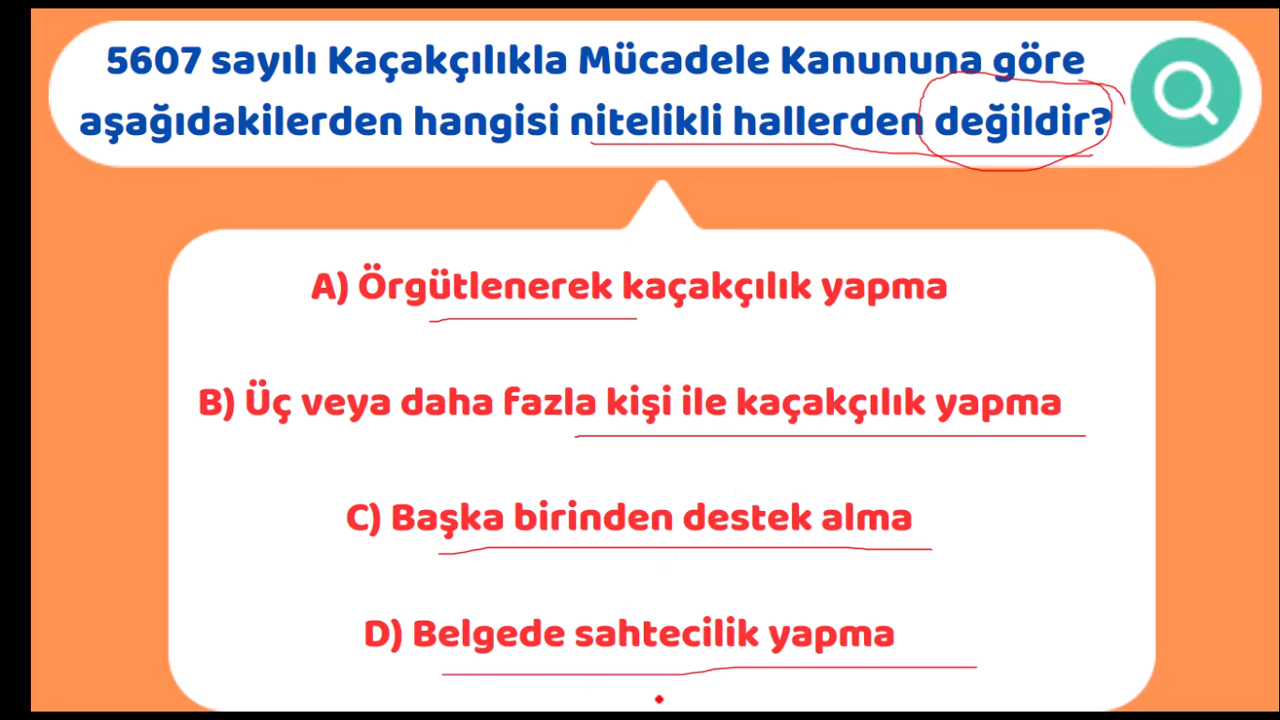 5607 sayılı Kaçakçılıkla Mücadele Kanununa göre
aşağıdakilerden hangisi nitelikli hallerden değildir?
A) Örgütlenerek kaçakçılık yapma
B) Üç veya daha fazla kişi ile kaçakçılık yapma
C) Başka birinden destek alma
D) Belgede sahtecilik yapma